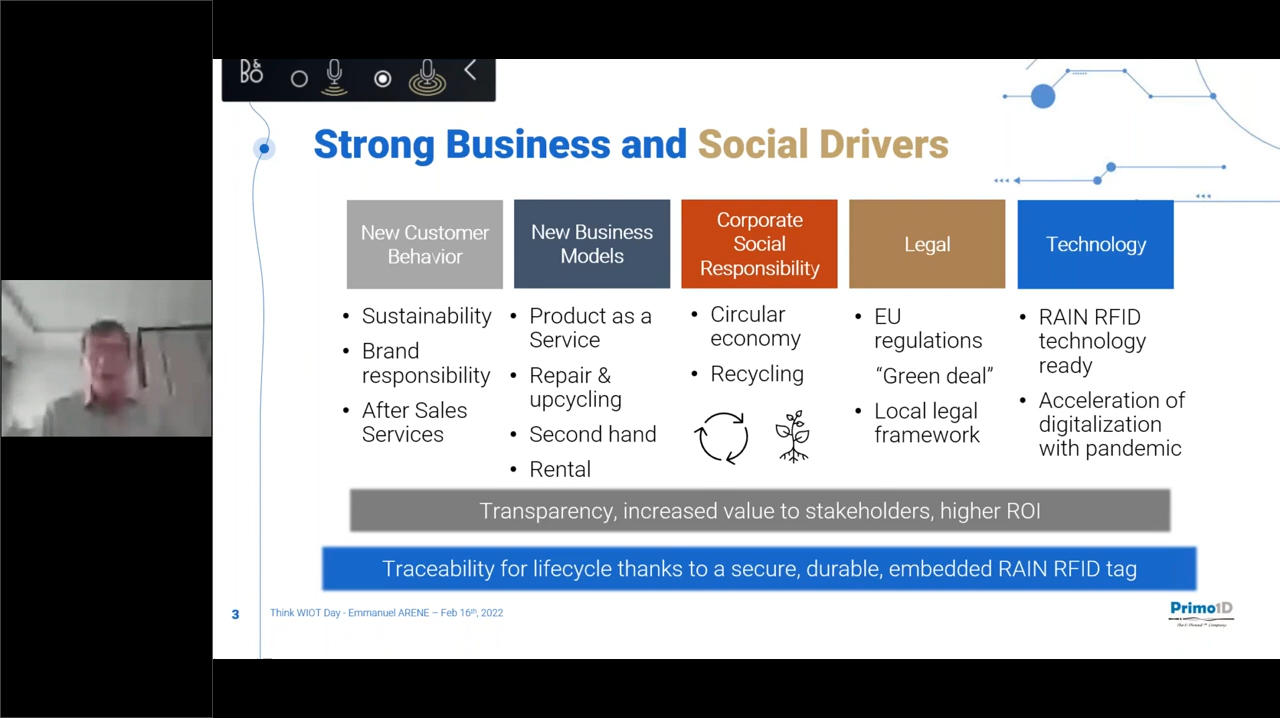 B&O
Strong Business and Social Drivers
New Customer
Behavior
New Business
Models
Corporate
Social
Responsibility
Legal
Technology
• Sustainability
• Brand
responsibility
• After Sales
Services
• Product as a
Service
• Repair &
upcycling
• Second hand
• Rental
• Circular
economy
• Recycling
• EU
regulations
“Green deal”
• Local legal
framework
• RAIN RFID
technology
ready
• Acceleration of
digitalization
with pandemic
Transparency, increased value to stakeholders, higher ROI
Traceability for lifecycle thanks to a secure, durable, embedded RAIN RFID tag
3
Think WIOT Day - Emmanuel ARENE – Feb 16th, 2022
Primo1D
The E-Thread™ Company